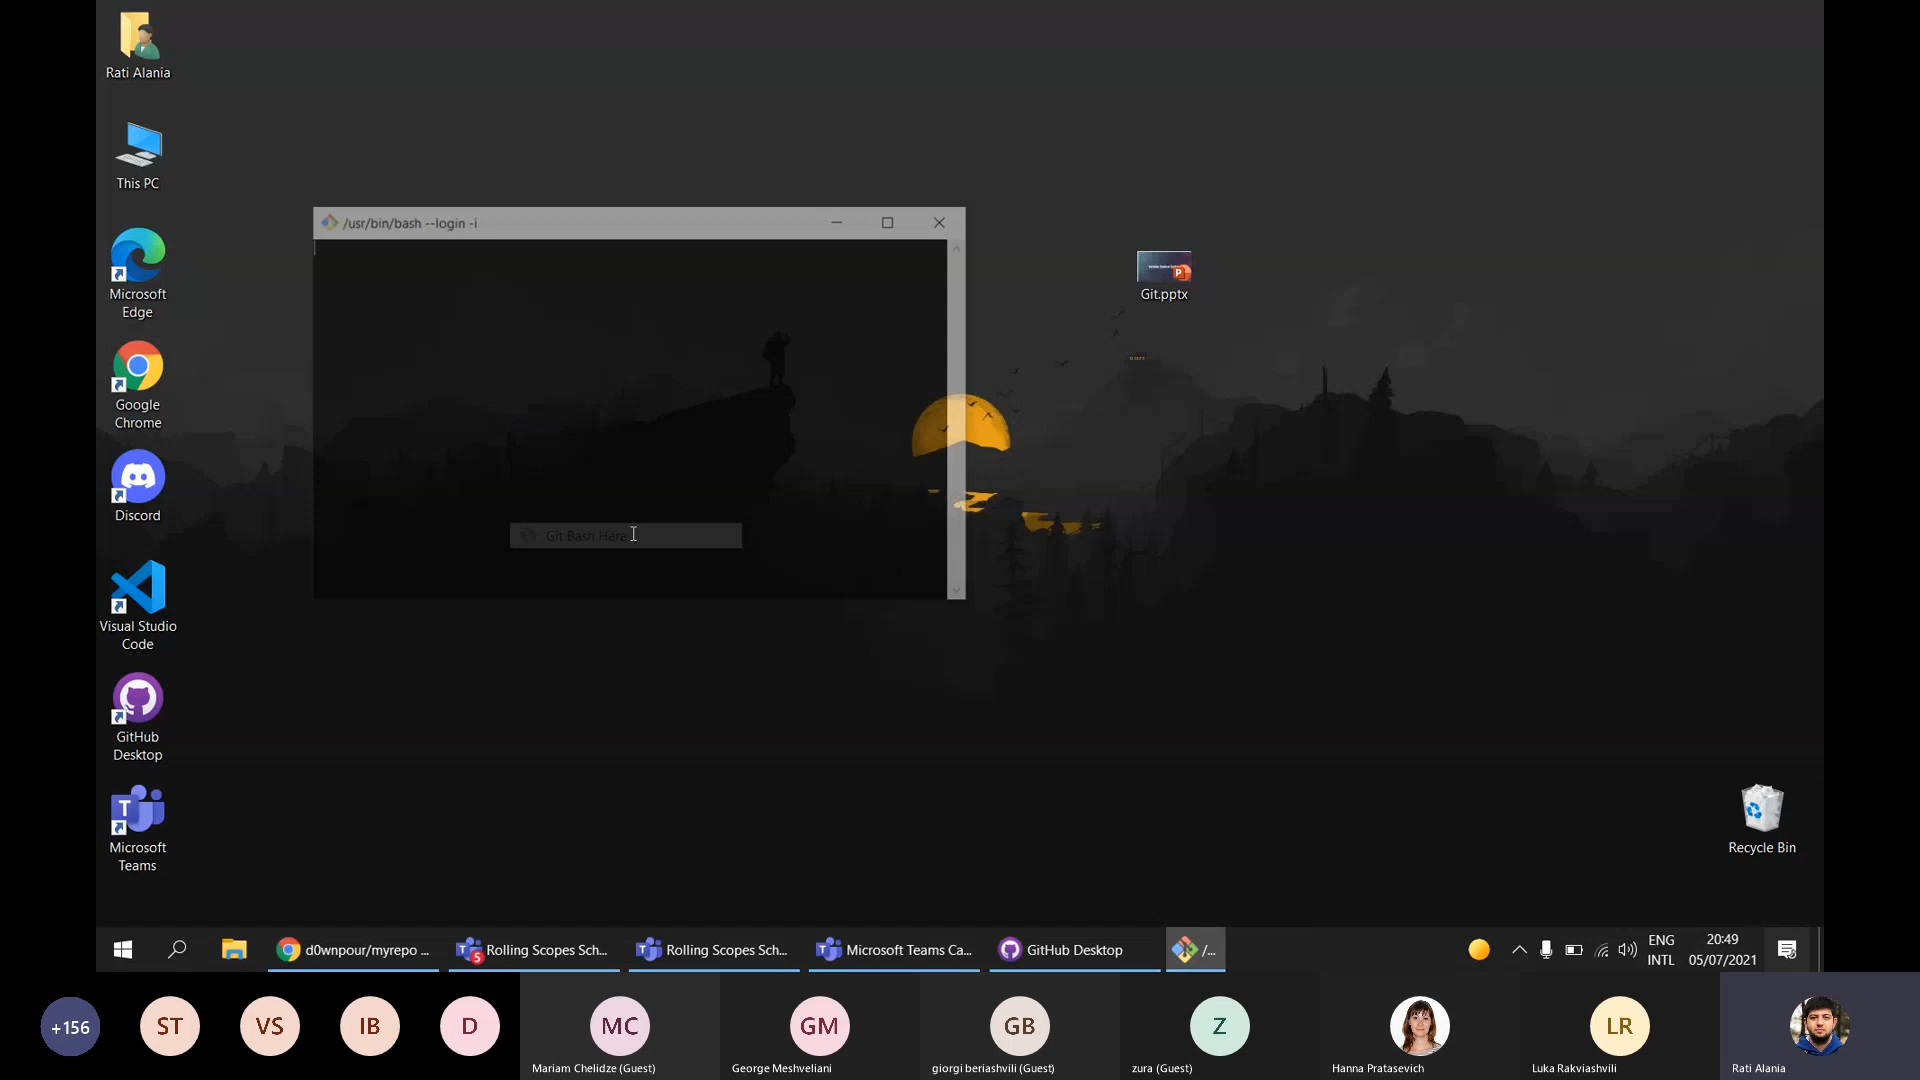 Rati Alania
This PC
Microsoft
Edge
Google
Chrome
Discord
Visual Studio
Code
GitHub
Desktop
Microsoft
Teams
/usr/bin/bash --login -i
Git Bash Here
Git.pptx
Recycle Bin
d0wnpour/myrepo ...
5
Rolling Scopes Sch...
Rolling Scopes Sch...
Microsoft Teams Ca...
GitHub Desktop
/...
ENG
INTL
20:49
05/07/2021
+156
ST
VS
IB
D
MC
Mariam Chelidze (Guest)
GM
George Meshveliani
GB
giorgi beriashvili (Guest)
Z
zura (Guest)
Hanna Pratasevich
LR
Luka Rakviashvili
Rati Alania